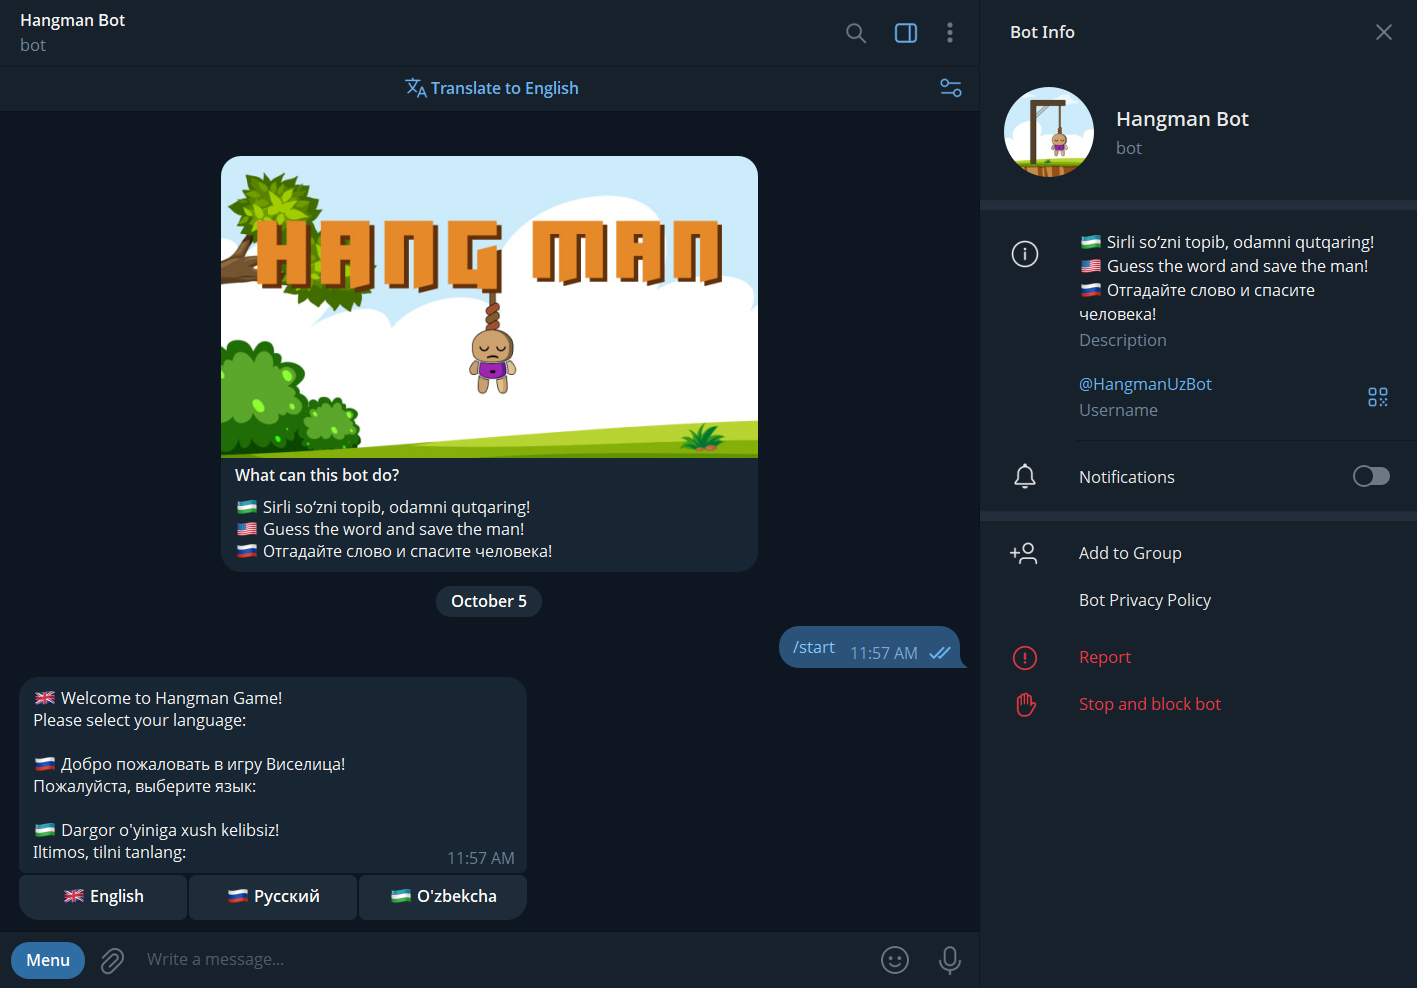 Hangman Bot
bot
Translate to English
HANG MAN
What can this bot do?
🇺🇿 Sirli so‘zni topib, odamni qutqaring!
🇺🇸 Guess the word and save the man!
🇷🇺 Отгадайте слово и спасите человека!
October 5
/start 11:57 AM
🇬🇧 Welcome to Hangman Game!
Please select your language:
🇷🇺 Добро пожаловать в игру Виселица!
Пожалуйста, выберите язык:
🇺🇿 Dargor o'yiniga xush kelibsiz!
Iltimos, tilni tanlang:
11:57 AM
🇬🇧 English 🇷🇺 Русский 🇺🇿 O'zbekcha
Menu Write a message...
Bot Info
Hangman Bot
bot
🇺🇿 Sirli so‘zni topib, odamni qutqaring!
🇺🇸 Guess the word and save the man!
🇷🇺 Отгадайте слово и спасите
человека!
Description
@HangmanUzBot
Username
Notifications
Add to Group
Bot Privacy Policy
Report
Stop and block bot